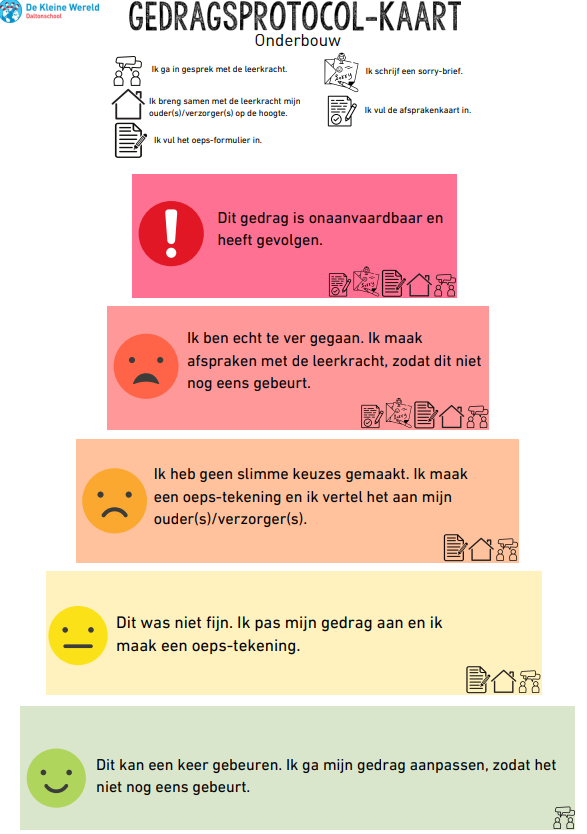 De Kleine Wereld
Daltonschool
GEDRAGSPROTOCOL-KAART
Onderbouw
Ik ga in gesprek met de leerkracht.
Ik breng samen met de leerkracht mijn
ouder(s)/verzorger(s) op de hoogte.
Ik vul het oeps-formulier in.
Sorry
Ik schrijf een sorry-brief.
Ik vul de afsprakenkaart in.
Dit gedrag is onaanvaardbaar en
heeft gevolgen.
Sorry
Ik ben echt te ver gegaan. Ik maak
afspraken met de leerkracht, zodat dit niet
nog eens gebeurt.
Sorry
Ik heb geen slimme keuzes gemaakt. Ik maak
een oeps-tekening en ik vertel het aan mijn
ouder(s)/verzorger(s).
Dit was niet fijn. Ik pas mijn gedrag aan en ik
maak een oeps-tekening.
Dit kan een keer gebeuren. Ik ga mijn gedrag aanpassen, zodat het
niet nog eens gebeurt.